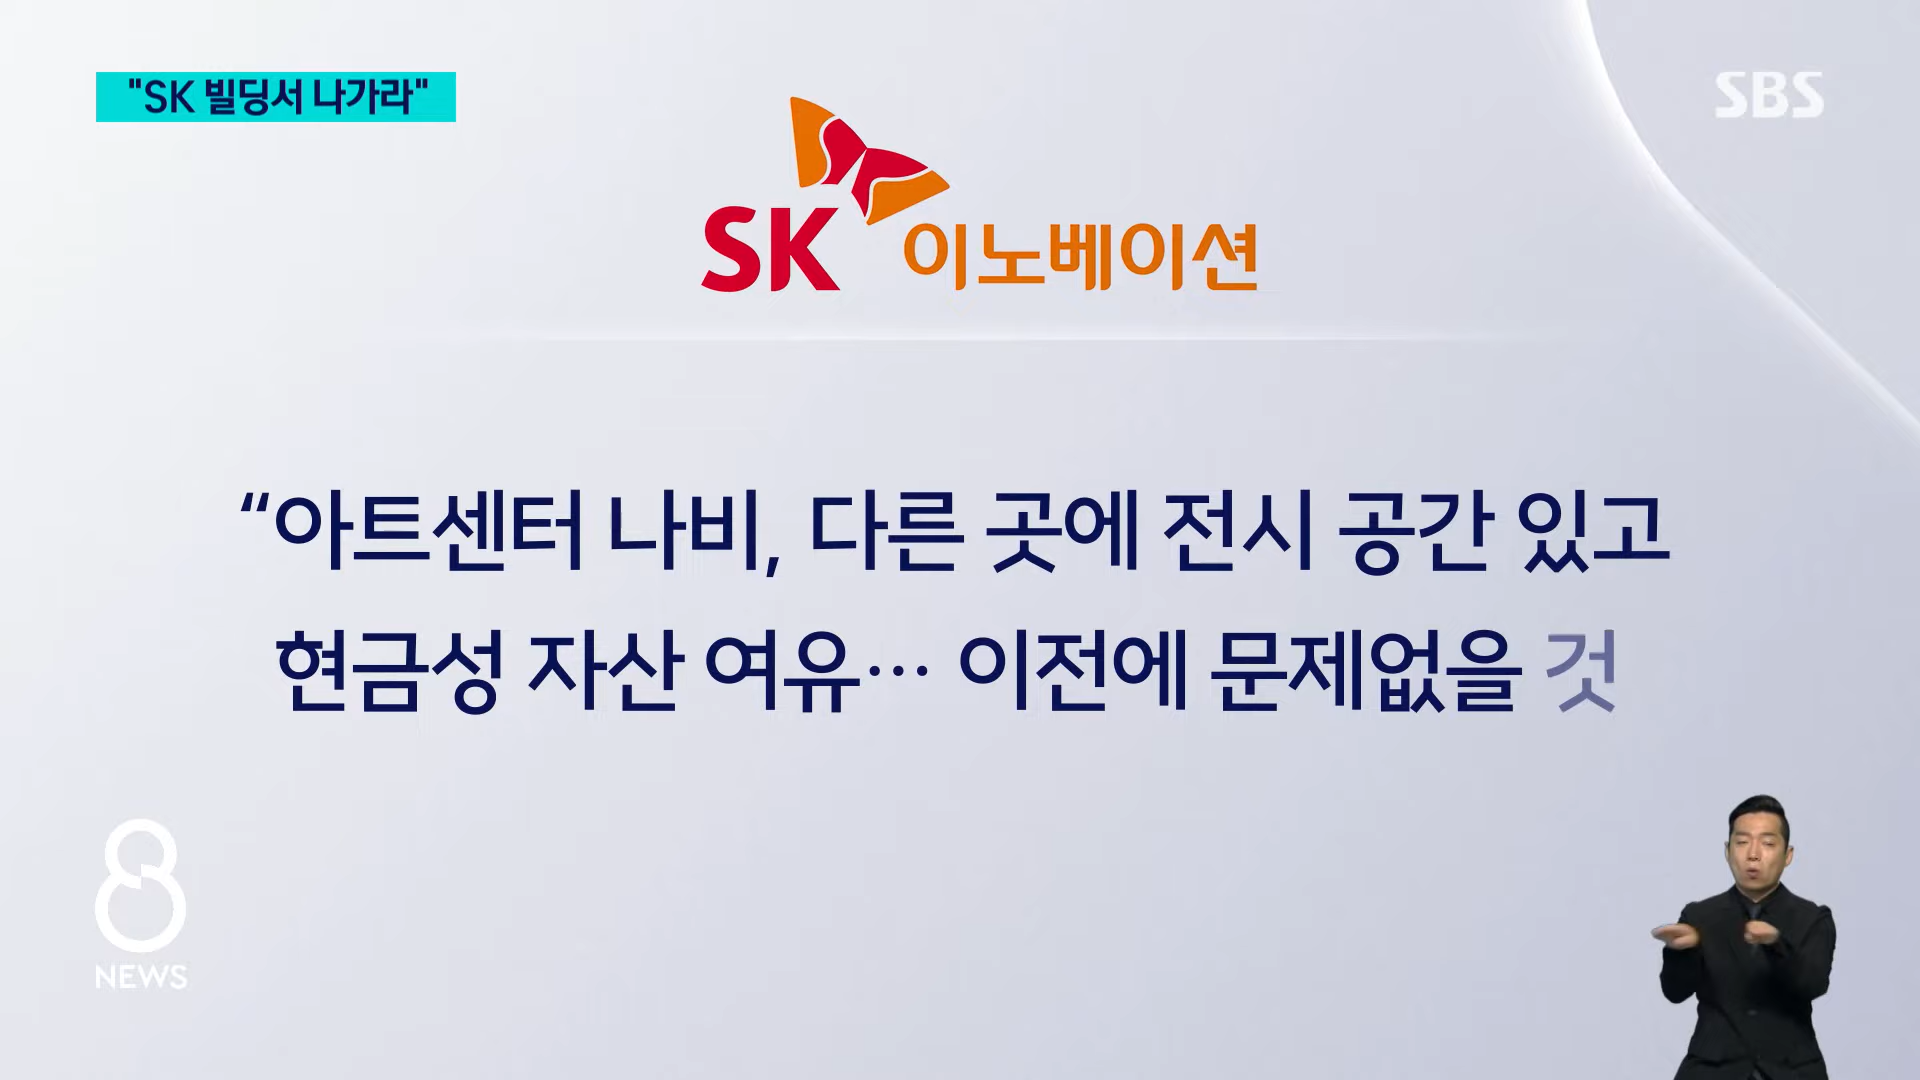 "SK 빌딩서 나가라"
SBS
SK 이노베이션
“아트센터 나비, 다른 곳에 전시 공간 있고
현금성 자산 여유… 이전에 문제없을 것
8
NEWS